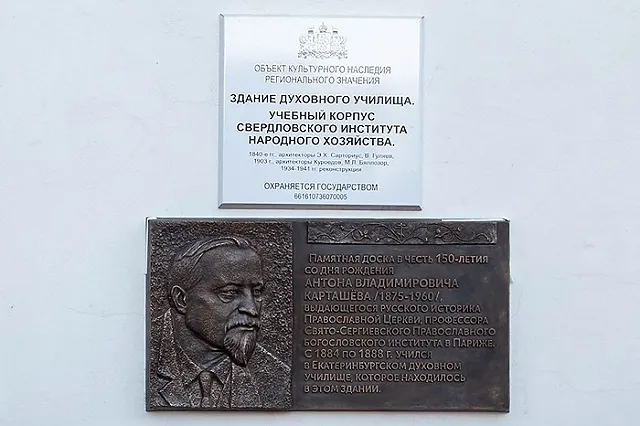 ОБЪЕКТ КУЛЬТУРНОГО НАСЛЕДИЯ
РЕГИОНАЛЬНОГО ЗНАЧЕНИЯ
ЗДАНИЕ ДУХОВНОГО УЧИЛИЩА.
УЧЕБНЫЙ КОРПУС
СВЕРДЛОВСКОГО ИНСТИТУТА
НАРОДНОГО ХОЗЯЙСТВА.
1840-е гг., архитекторы Э.Х. Сарториус, В. Гуляев,
1903 г., архитекторы Куроедов, М.Л. Бяллозор,
1934-1941 гг. реконструкция
ОХРАНЯЕТСЯ ГОСУДАРСТВОМ
661610736070005
ПАМЯТНАЯ ДОСКА В ЧЕСТЬ 150-ЛЕТИЯ
СО ДНЯ РОЖДЕНИЯ
АНТОНА ВЛАДИМИРОВИЧА
КАРТАШЁВА /1875-1960/,
ВЫДАЮЩЕГОСЯ РУССКОГО ИСТОРИКА
ПРАВОСЛАВНОЙ ЦЕРКВИ, ПРОФЕССОРА
СВЯТО-СЕРГИЕВСКОГО ПРАВОСЛАВНОГО
БОГОСЛОВСКОГО ИНСТИТУТА В ПАРИЖЕ.
С 1884 ПО 1888 Г. УЧИЛСЯ
В ЕКАТЕРИНБУРГСКОМ ДУХОВНОМ
УЧИЛИЩЕ, КОТОРОЕ НАХОДИЛОСЬ
В ЭТОМ ЗДАНИИ.